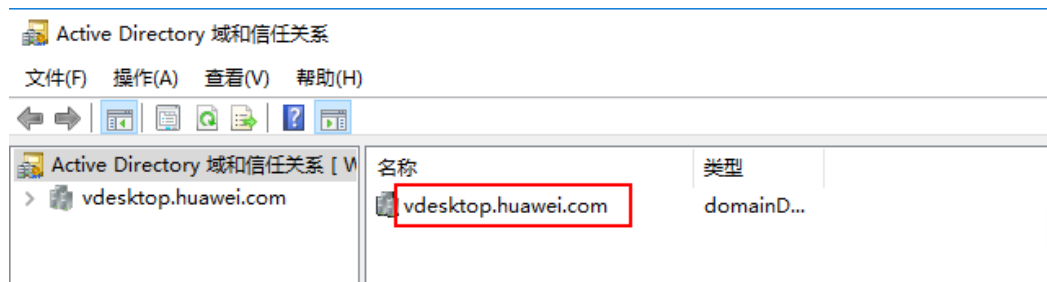 Active Directory 域和信任关系
文件(F) 操作(A) 查看(V) 帮助(H)
Active Directory 域和信任关系 [ W
名称 类型
vdesktop.huawei.com
vdesktop.huawei.com domainD...